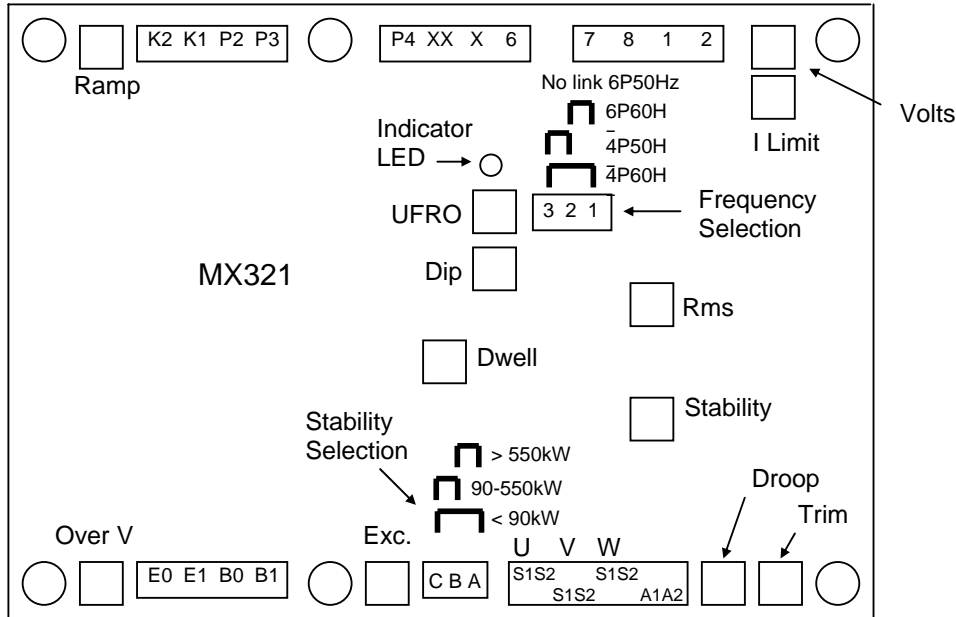 K2 K1 P2 P3
P4 XX X 6
7 8 1 2
Ramp
No link 6P50Hz
6P60H
Volts
Indicator
LED
4P50H
I Limit
4P60H
UFRO
3 2 1
Frequency
Selection
Dip
MX321
Rms
Dwell
Stability
Stability
Selection
> 550kW
90-550kW
Droop
< 90kW
Trim
Over V
Exc.
U V W
E0 E1 B0 B1
C B A
S1S2 S1S2
S1S2 A1A2